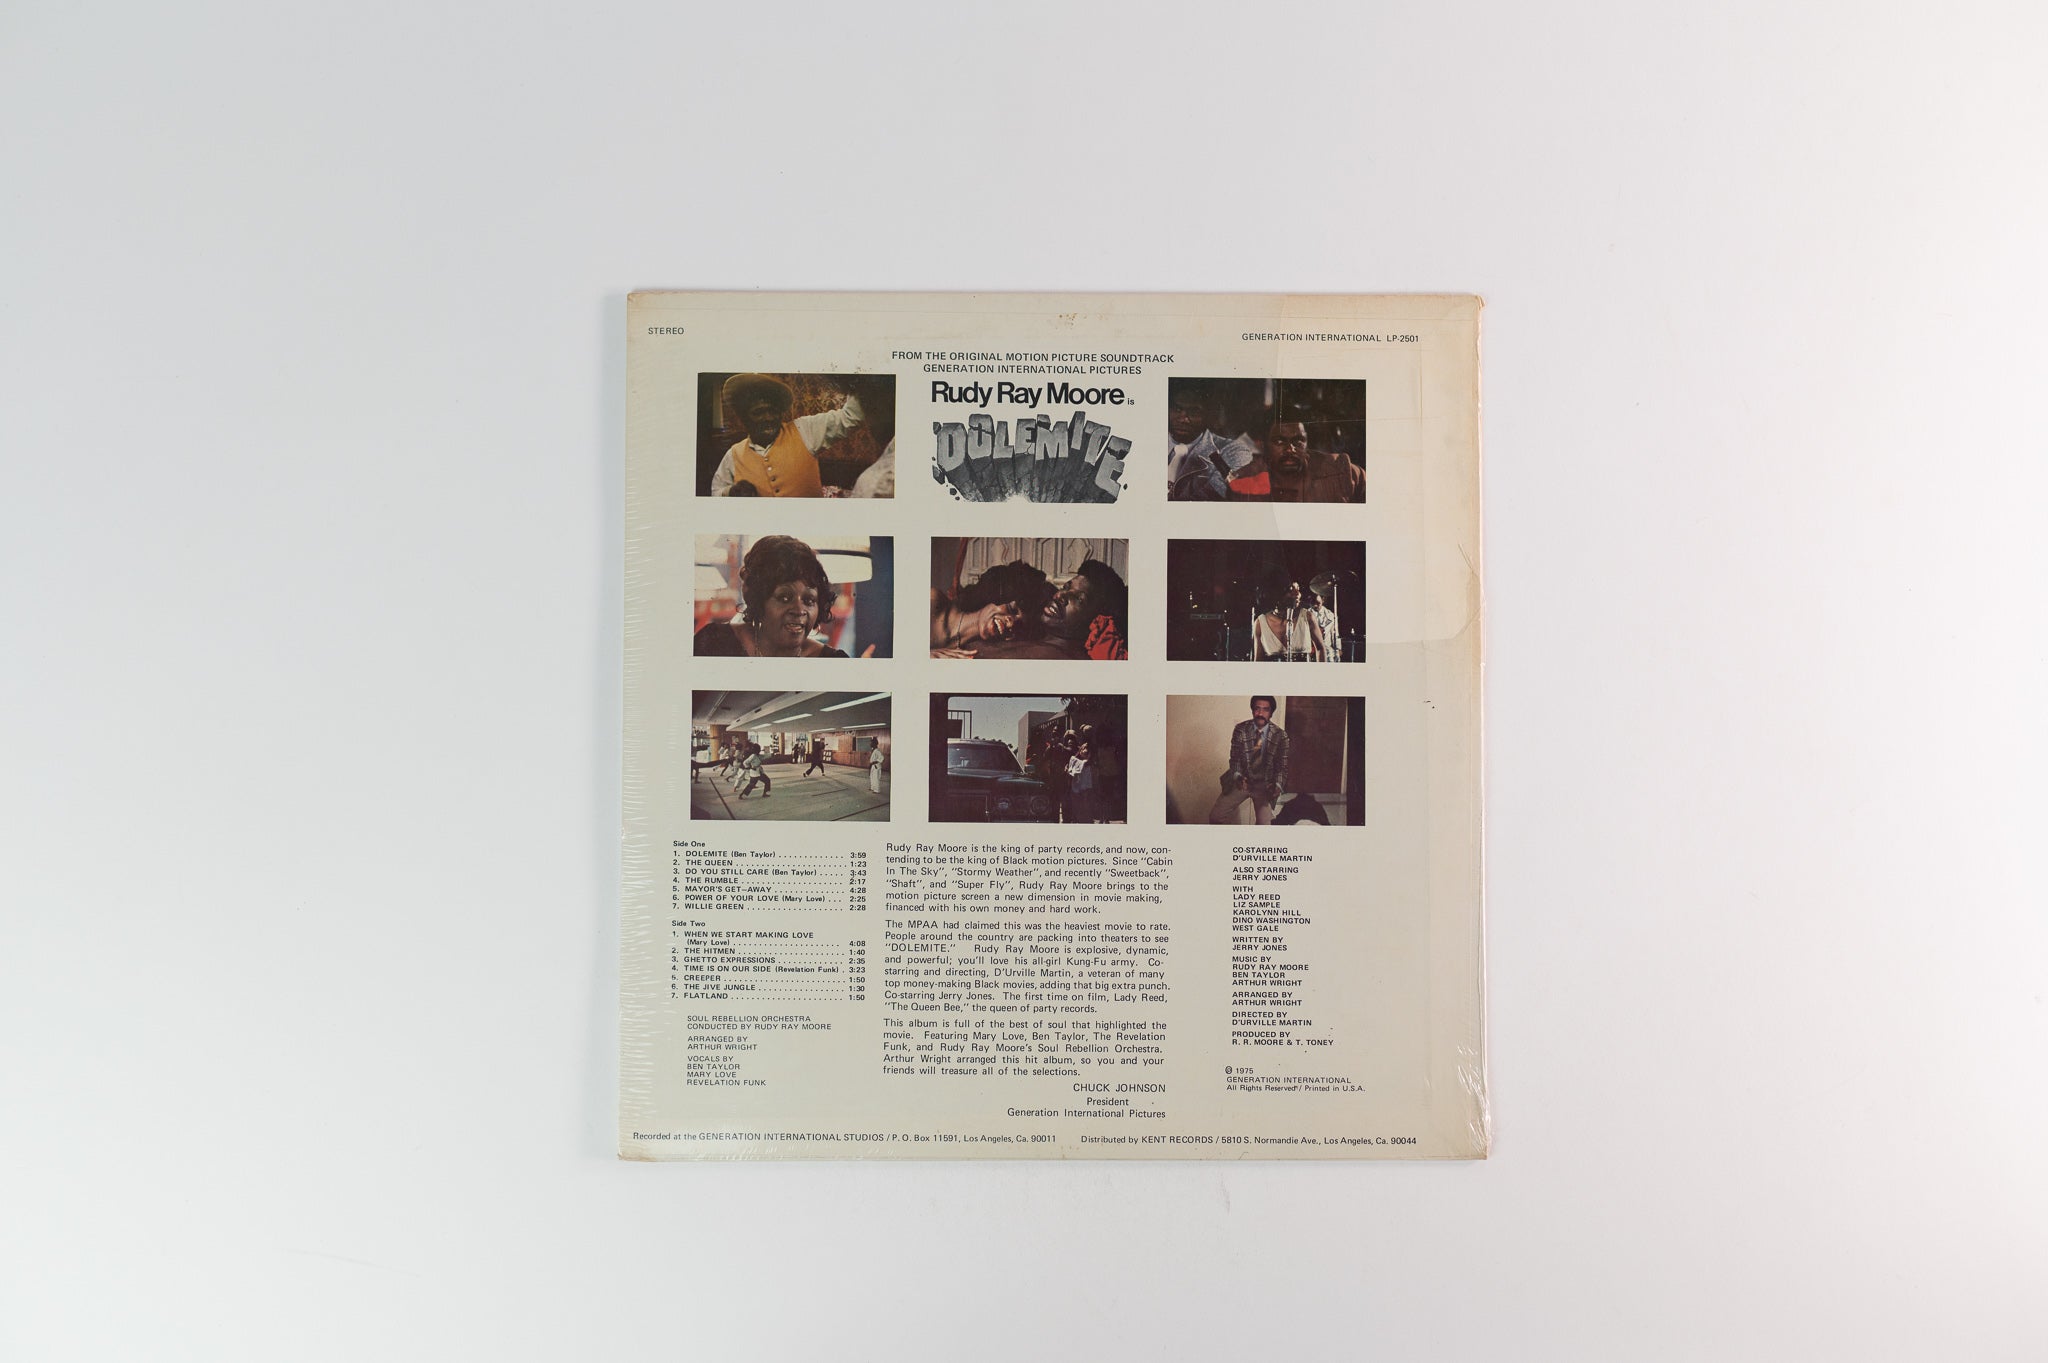 STEREO
GENERATION INTERNATIONAL LP-2501
FROM THE ORIGINAL MOTION PICTURE SOUNDTRACK
GENERATION INTERNATIONAL PICTURES
Rudy Ray Moore is
'DOLEMITE'
Side One
1. DOLEMITE (Ben Taylor) . . . . . . . . . . . . . 3:59
2. THE QUEEN . . . . . . . . . . . . . . . . . . . . . 1:23
3. DO YOU STILL CARE (Ben Taylor) . . . . . 3:43
4. THE RUMBLE . . . . . . . . . . . . . . . . . . . . 2:17
5. MAYOR'S GET—AWAY . . . . . . . . . . . . . . 4:28
6. POWER OF YOUR LOVE (Mary Love) . . . 2:25
7. WILLIE GREEN . . . . . . . . . . . . . . . . . . . 2:28
Side Two
1. WHEN WE START MAKING LOVE
(Mary Love) . . . . . . . . . . . . . . . . . . . . . 4:08
2. THE HITMEN . . . . . . . . . . . . . . . . . . . . 1:40
3. GHETTO EXPRESSIONS . . . . . . . . . . . . . 2:35
4. TIME IS ON OUR SIDE (Revelation Funk) . 3:23
5. CREEPER . . . . . . . . . . . . . . . . . . . . . . . 1:50
6. THE JIVE JUNGLE . . . . . . . . . . . . . . . . . 1:30
7. FLATLAND . . . . . . . . . . . . . . . . . . . . . . 1:50
SOUL REBELLION ORCHESTRA
CONDUCTED BY RUDY RAY MOORE
ARRANGED BY
ARTHUR WRIGHT
VOCALS BY
BEN TAYLOR
MARY LOVE
REVELATION FUNK
Rudy Ray Moore is the king of party records, and now, con-
tending to be the king of Black motion pictures. Since "Cabin
In The Sky", "Stormy Weather", and recently "Sweetback",
"Shaft", and "Super Fly", Rudy Ray Moore brings to the
motion picture screen a new dimension in movie making,
financed with his own money and hard work.
The MPAA had claimed this was the heaviest movie to rate.
People around the country are packing into theaters to see
"DOLEMITE." Rudy Ray Moore is explosive, dynamic,
and powerful; you'll love his all-girl Kung-Fu army. Co-
starring and directing, D'Urville Martin, a veteran of many
top money-making Black movies, adding that big extra punch.
Co-starring Jerry Jones. The first time on film, Lady Reed,
"The Queen Bee," the queen of party records.
This album is full of the best of soul that highlighted the
movie. Featuring Mary Love, Ben Taylor, The Revelation
Funk, and Rudy Ray Moore's Soul Rebellion Orchestra.
Arthur Wright arranged this hit album, so you and your
friends will treasure all of the selections.
CHUCK JOHNSON
President
Generation International Pictures
CO-STARRING
D'URVILLE MARTIN
ALSO STARRING
JERRY JONES
WITH
LADY REED
LIZ SAMPLE
KAROLYNN HILL
DINO WASHINGTON
WEST GALE
WRITTEN BY
JERRY JONES
MUSIC BY
RUDY RAY MOORE
BEN TAYLOR
ARTHUR WRIGHT
ARRANGED BY
ARTHUR WRIGHT
DIRECTED BY
D'URVILLE MARTIN
PRODUCED BY
R. R. MOORE & T. TONEY
℗ 1975
GENERATION INTERNATIONAL
All Rights Reserved / Printed in U.S.A.
Recorded at the GENERATION INTERNATIONAL STUDIOS / P. O. Box 11591, Los Angeles, Ca. 90011 Distributed by KENT RECORDS / 5810 S. Normandie Ave., Los Angeles, Ca. 90044